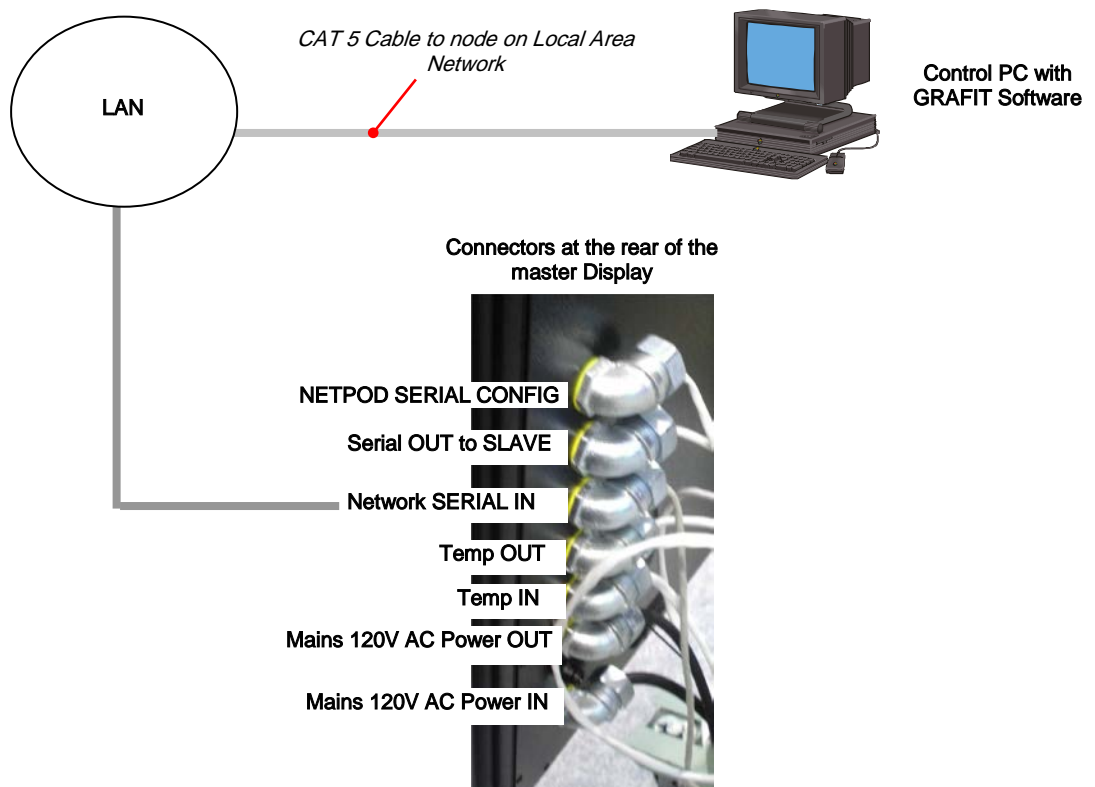 CAT 5 Cable to node on Local Area
Network
LAN
Control PC with
GRAFIT Software
Connectors at the rear of the
master Display
NETPOD SERIAL CONFIG
Serial OUT to SLAVE
Network SERIAL IN
Temp OUT
Temp IN
Mains 120V AC Power OUT
Mains 120V AC Power IN